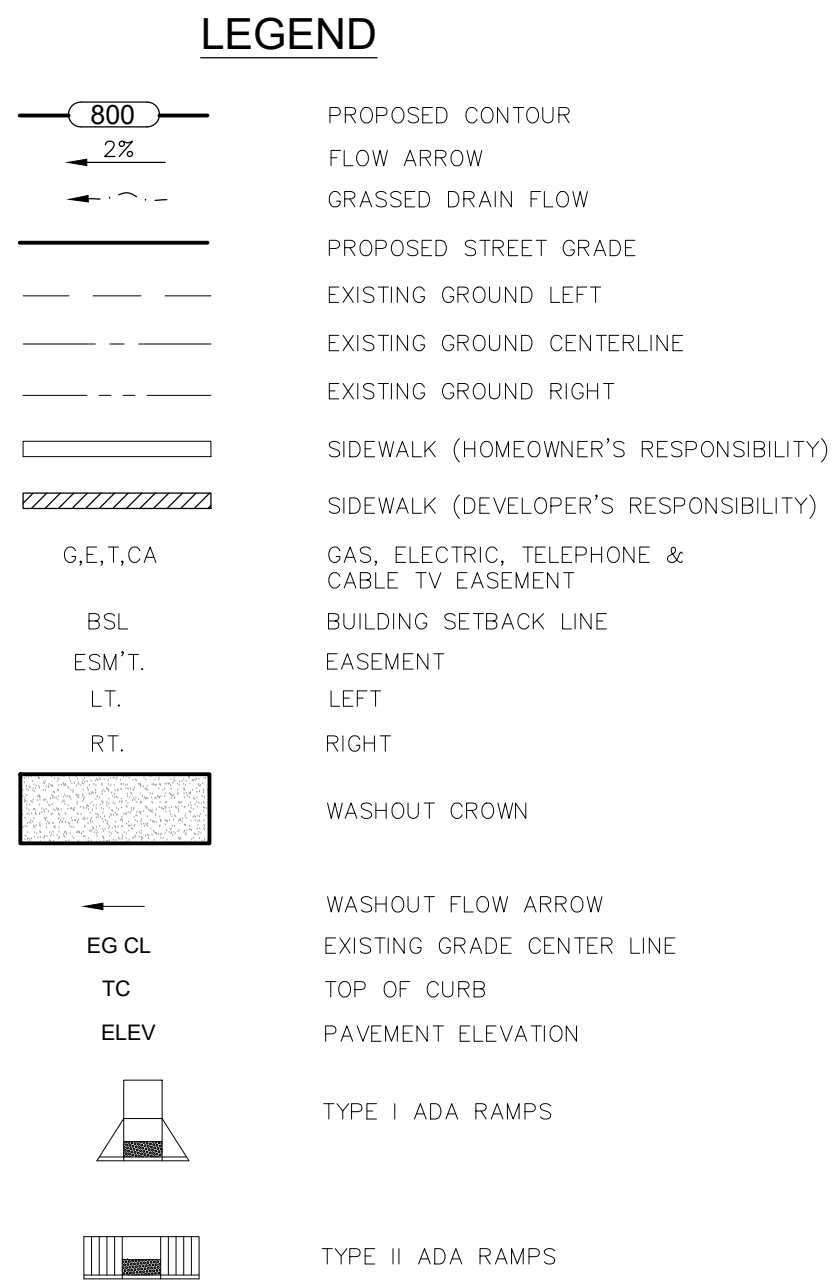 LEGEND
800 PROPOSED CONTOUR
2% FLOW ARROW
GRASSED DRAIN FLOW
PROPOSED STREET GRADE
EXISTING GROUND LEFT
EXISTING GROUND CENTERLINE
EXISTING GROUND RIGHT
SIDEWALK (HOMEOWNER'S RESPONSIBILITY)
SIDEWALK (DEVELOPER'S RESPONSIBILITY)
G,E,T,CA GAS, ELECTRIC, TELEPHONE &
CABLE TV EASEMENT
BSL BUILDING SETBACK LINE
ESM'T. EASEMENT
LT. LEFT
RT. RIGHT
WASHOUT CROWN
WASHOUT FLOW ARROW
EG CL EXISTING GRADE CENTER LINE
TC TOP OF CURB
ELEV PAVEMENT ELEVATION
TYPE I ADA RAMPS
TYPE II ADA RAMPS